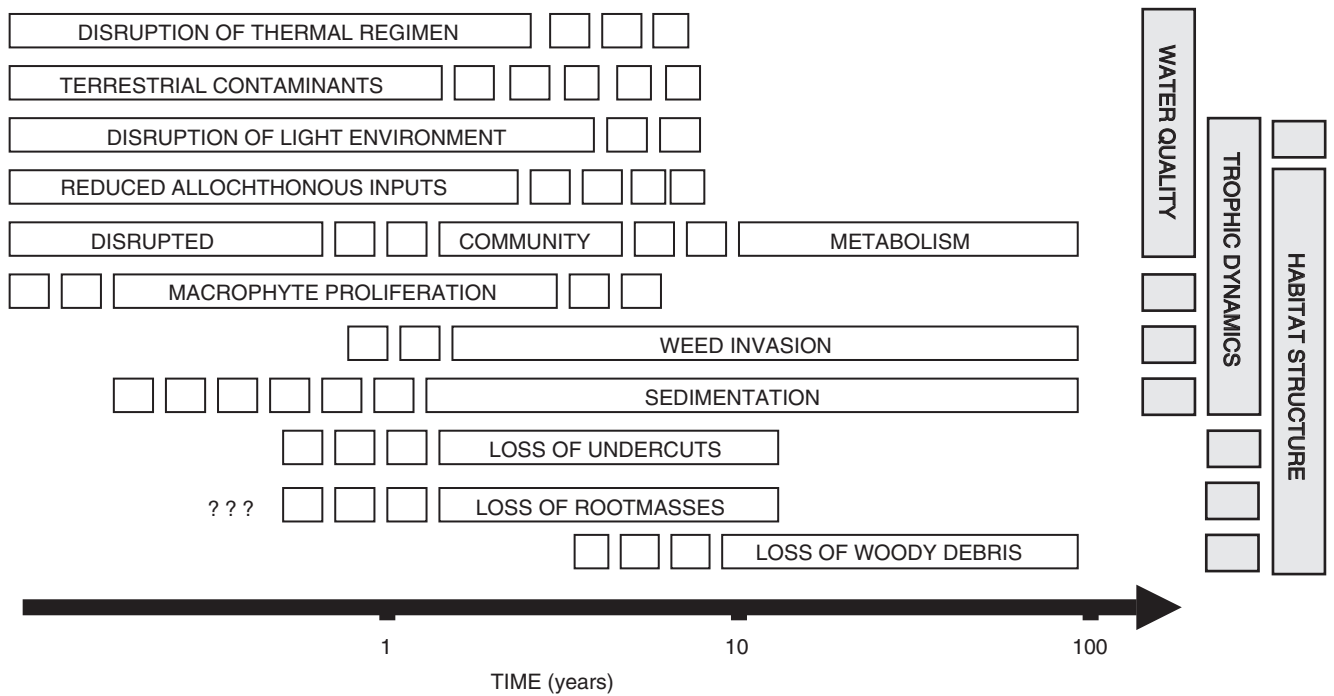 DISRUPTION OF THERMAL REGIMEN
TERRESTRIAL CONTAMINANTS
DISRUPTION OF LIGHT ENVIRONMENT
REDUCED ALLOCHTHONOUS INPUTS
DISRUPTED COMMUNITY METABOLISM
MACROPHYTE PROLIFERATION
WEED INVASION
SEDIMENTATION
LOSS OF UNDERCUTS
? ? ? LOSS OF ROOTMASSES
LOSS OF WOODY DEBRIS
1 10 100
TIME (years)
WATER QUALITY
TROPHIC DYNAMICS
HABITAT STRUCTURE